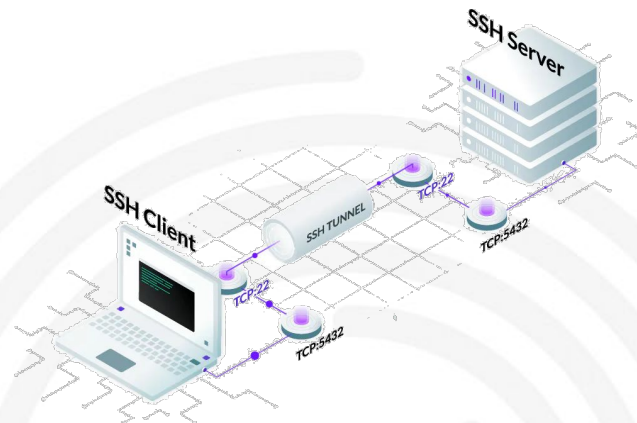 SSH Server
TCP:22
SSH TUNNEL
TCP:5432
SSH Client
TCP:22
TCP:5432